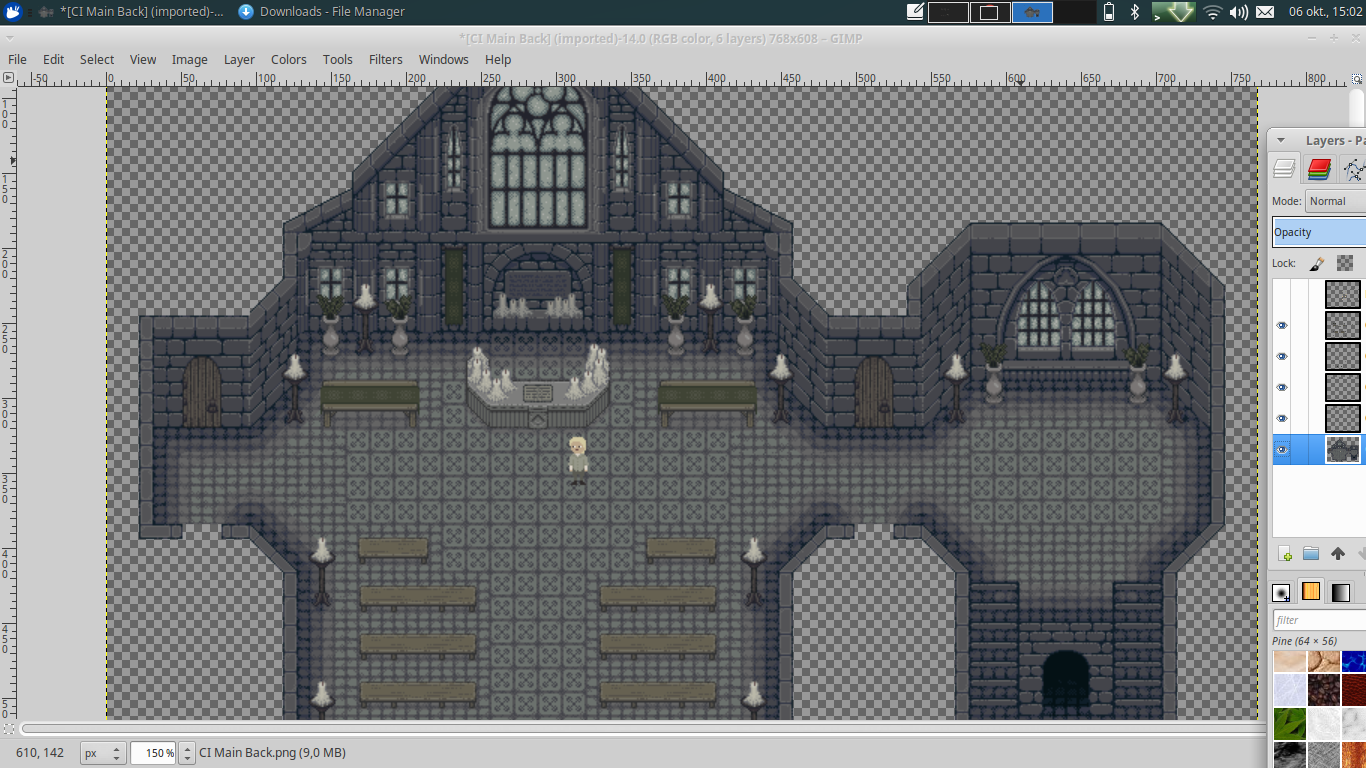 *[CI Main Back] (imported)-... Downloads - File Manager 06 okt., 15:02
*[CI Main Back] (imported)-14.0 (RGB color, 6 layers) 768x608 – GIMP
File Edit Select View Image Layer Colors Tools Filters Windows Help
-50 0 50 100 150 200 250 300 350 400 450 500 550 600 650 700 750 800
100
150
200
250
300
350
400
450
50
Layers - Pa
Mode: Normal
Opacity
Lock:
filter
Pine (64 × 56)
610, 142 px 150 % CI Main Back.png (9,0 MB)